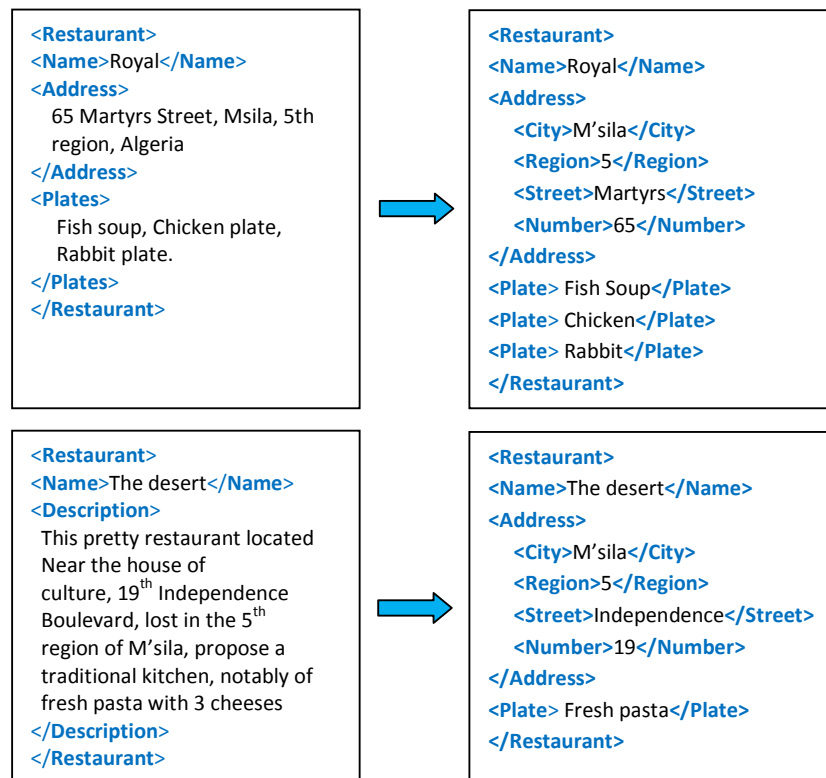 <Restaurant>
<Name>Royal</Name>
<Address>
65 Martyrs Street, Msila, 5th
region, Algeria
</Address>
<Plates>
Fish soup, Chicken plate,
Rabbit plate.
</Plates>
</Restaurant>
<Restaurant>
<Name>Royal</Name>
<Address>
<City>M’sila</City>
<Region>5</Region>
<Street>Martyrs</Street>
<Number>65</Number>
</Address>
<Plate> Fish Soup</Plate>
<Plate> Chicken</Plate>
<Plate> Rabbit</Plate>
</Restaurant>
<Restaurant>
<Name>The desert</Name>
<Description>
This pretty restaurant located
Near the house of
culture, 19th Independence
Boulevard, lost in the 5th
region of M’sila, propose a
traditional kitchen, notably of
fresh pasta with 3 cheeses
</Description>
</Restaurant>
<Restaurant>
<Name>The desert</Name>
<Address>
<City>M’sila</City>
<Region>5</Region>
<Street>Independence</Street>
<Number>19</Number>
</Address>
<Plate> Fresh pasta</Plate>
</Restaurant>